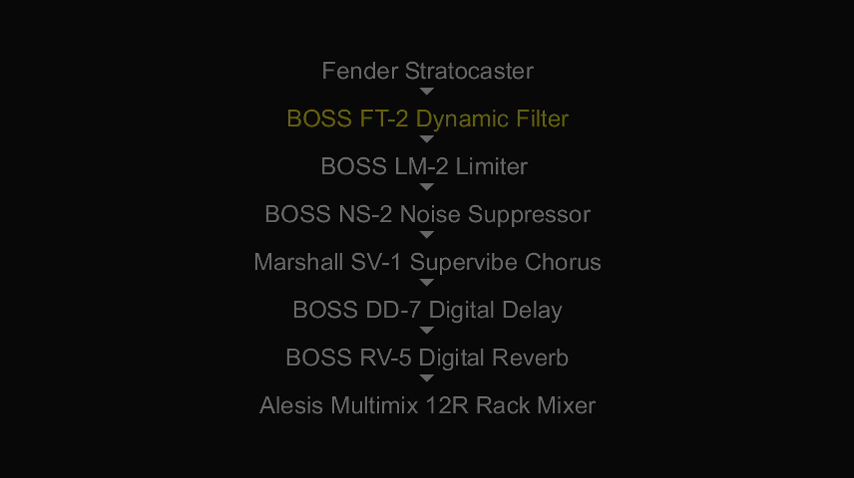 Fender Stratocaster
BOSS FT-2 Dynamic Filter
BOSS LM-2 Limiter
BOSS NS-2 Noise Suppressor
Marshall SV-1 Supervibe Chorus
BOSS DD-7 Digital Delay
BOSS RV-5 Digital Reverb
Alesis Multimix 12R Rack Mixer